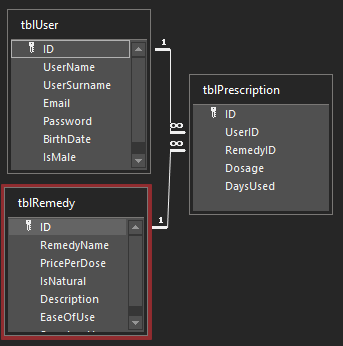 tblUser
ID
UserName
UserSurname
Email
Password
BirthDate
IsMale
1
∞
∞
1
tblPrescription
ID
UserID
RemedyID
Dosage
DaysUsed
tblRemedy
ID
RemedyName
PricePerDose
IsNatural
Description
EaseOfUse